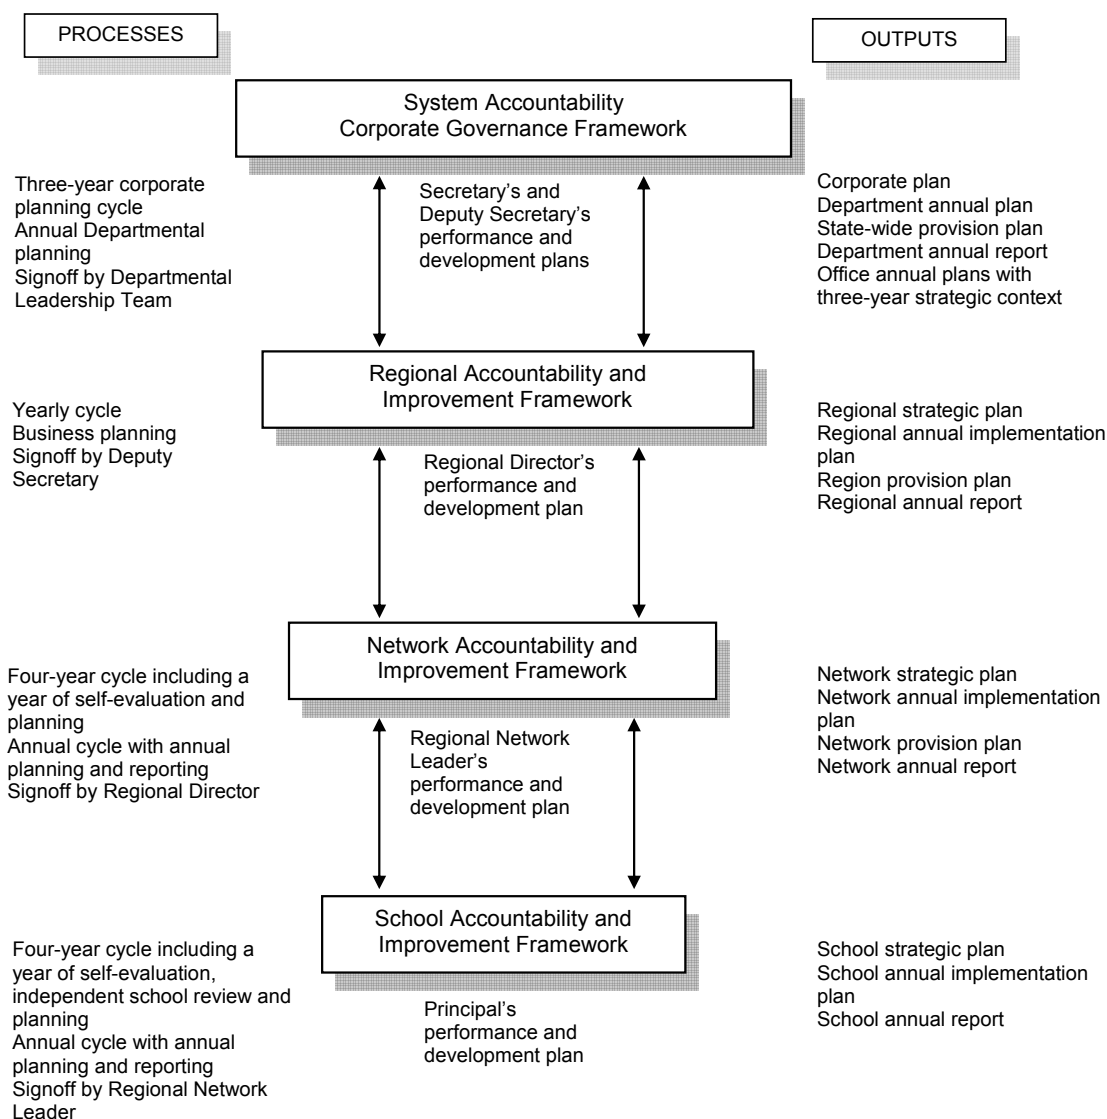 PROCESSES
OUTPUTS
System Accountability
Corporate Governance Framework
Three-year corporate
planning cycle
Annual Departmental
planning
Signoff by Departmental
Leadership Team
Secretary’s and
Deputy Secretary’s
performance and
development plans
Corporate plan
Department annual plan
State-wide provision plan
Department annual report
Office annual plans with
three-year strategic context
Regional Accountability and
Improvement Framework
Yearly cycle
Business planning
Signoff by Deputy
Secretary
Regional Director’s
performance and
development plan
Regional strategic plan
Regional annual implementation
plan
Region provision plan
Regional annual report
Network Accountability and
Improvement Framework
Four-year cycle including a
year of self-evaluation and
planning
Annual cycle with annual
planning and reporting
Signoff by Regional Director
Regional Network
Leader’s
performance and
development plan
Network strategic plan
Network annual implementation
plan
Network provision plan
Network annual report
School Accountability and
Improvement Framework
Four-year cycle including a
year of self-evaluation,
independent school review and
planning
Annual cycle with annual
planning and reporting
Signoff by Regional Network
Leader
Principal’s
performance and
development plan
School strategic plan
School annual implementation
plan
School annual report